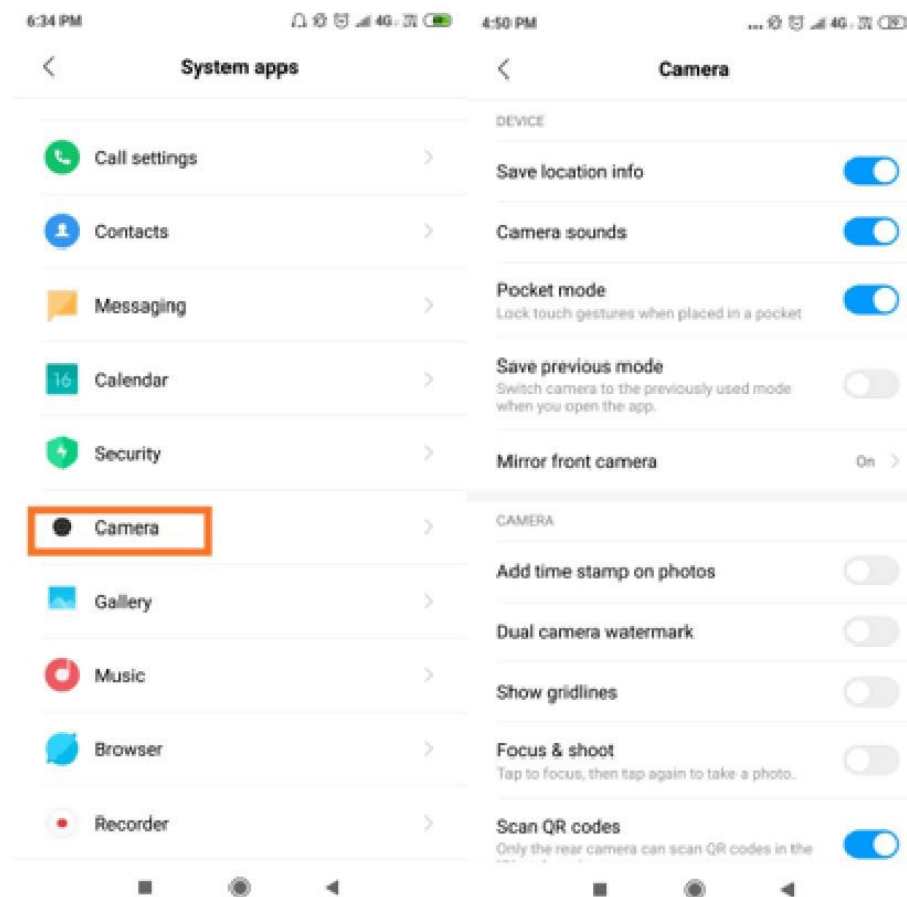 6:34 PM
4G
System apps
Call settings
Contacts
Messaging
16
Calendar
Security
Camera
Gallery
Music
Browser
Recorder
4:50 PM
... 4G
Camera
DEVICE
Save location info
Camera sounds
Pocket mode
Lock touch gestures when placed in a pocket
Save previous mode
Switch camera to the previously used mode
when you open the app.
Mirror front camera
On
CAMERA
Add time stamp on photos
Dual camera watermark
Show gridlines
Focus & shoot
Tap to focus, then tap again to take a photo.
Scan QR codes
Only the rear camera can scan QR codes in the